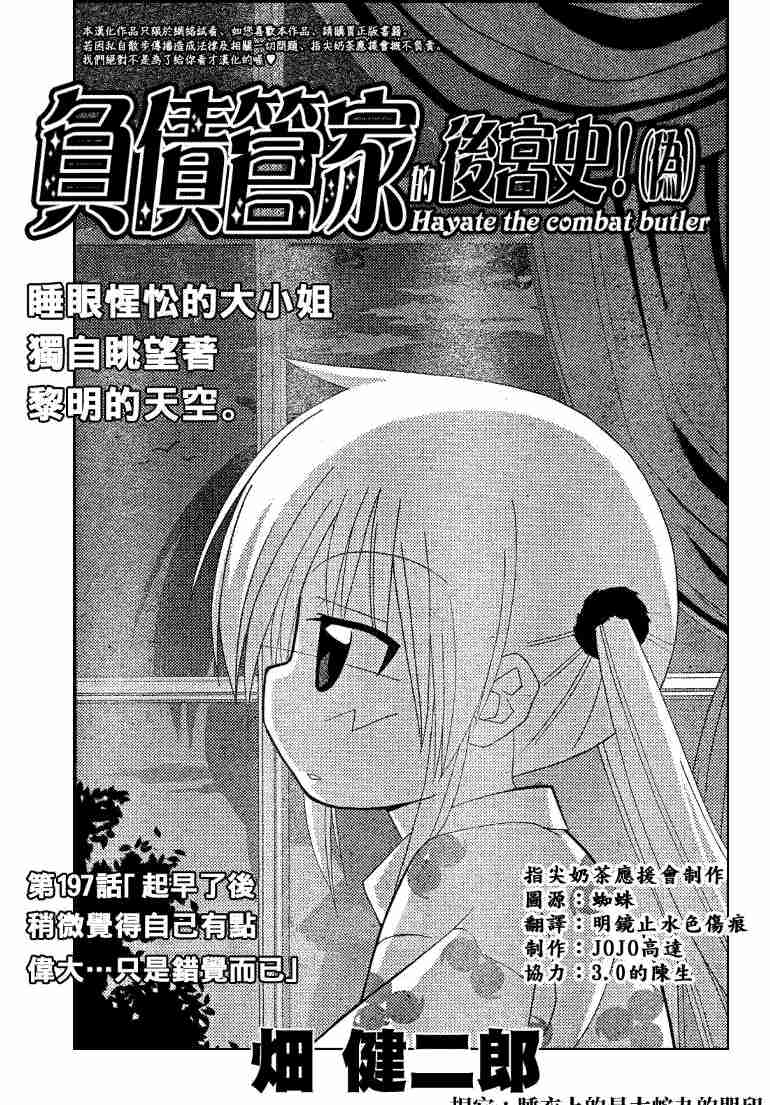 本漢化作品只限於網絡試看、如您喜歡本作品、請購買正版書籍。
若因私自散步傳播造成法律及相關一切問題、指尖奶茶應援會概不負責。
我們絕對不是為了給你看才漢化的喔♥
負債管家的後宮史!(偽)
Hayate the combat butler
睡眼惺忪的大小姐
獨自眺望著
黎明的天空。
第197話「起早了後
稍微覺得自己有點
偉大…只是錯覺而已」
指尖奶茶應援會制作
圖源：蜘蛛
翻譯：明鏡止水色傷痕
制作：JOJO高達
協力：3.0的陳生
畑 健二郎